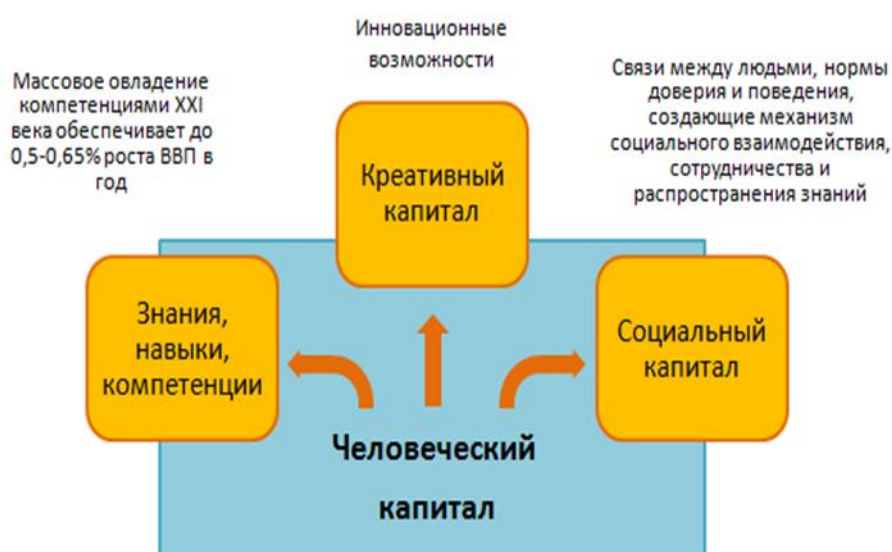 Инновационные
возможности
Массовое овладение
компетенциями XXI
века обеспечивает до
0,5-0,65% роста ВВП в
год
Связи между людьми, нормы
доверия и поведения,
создающие механизм
социального взаимодействия,
сотрудничества и
распространения знаний
Креативный
капитал
Знания,
навыки,
компетенции
Социальный
капитал
Человеческий
капитал